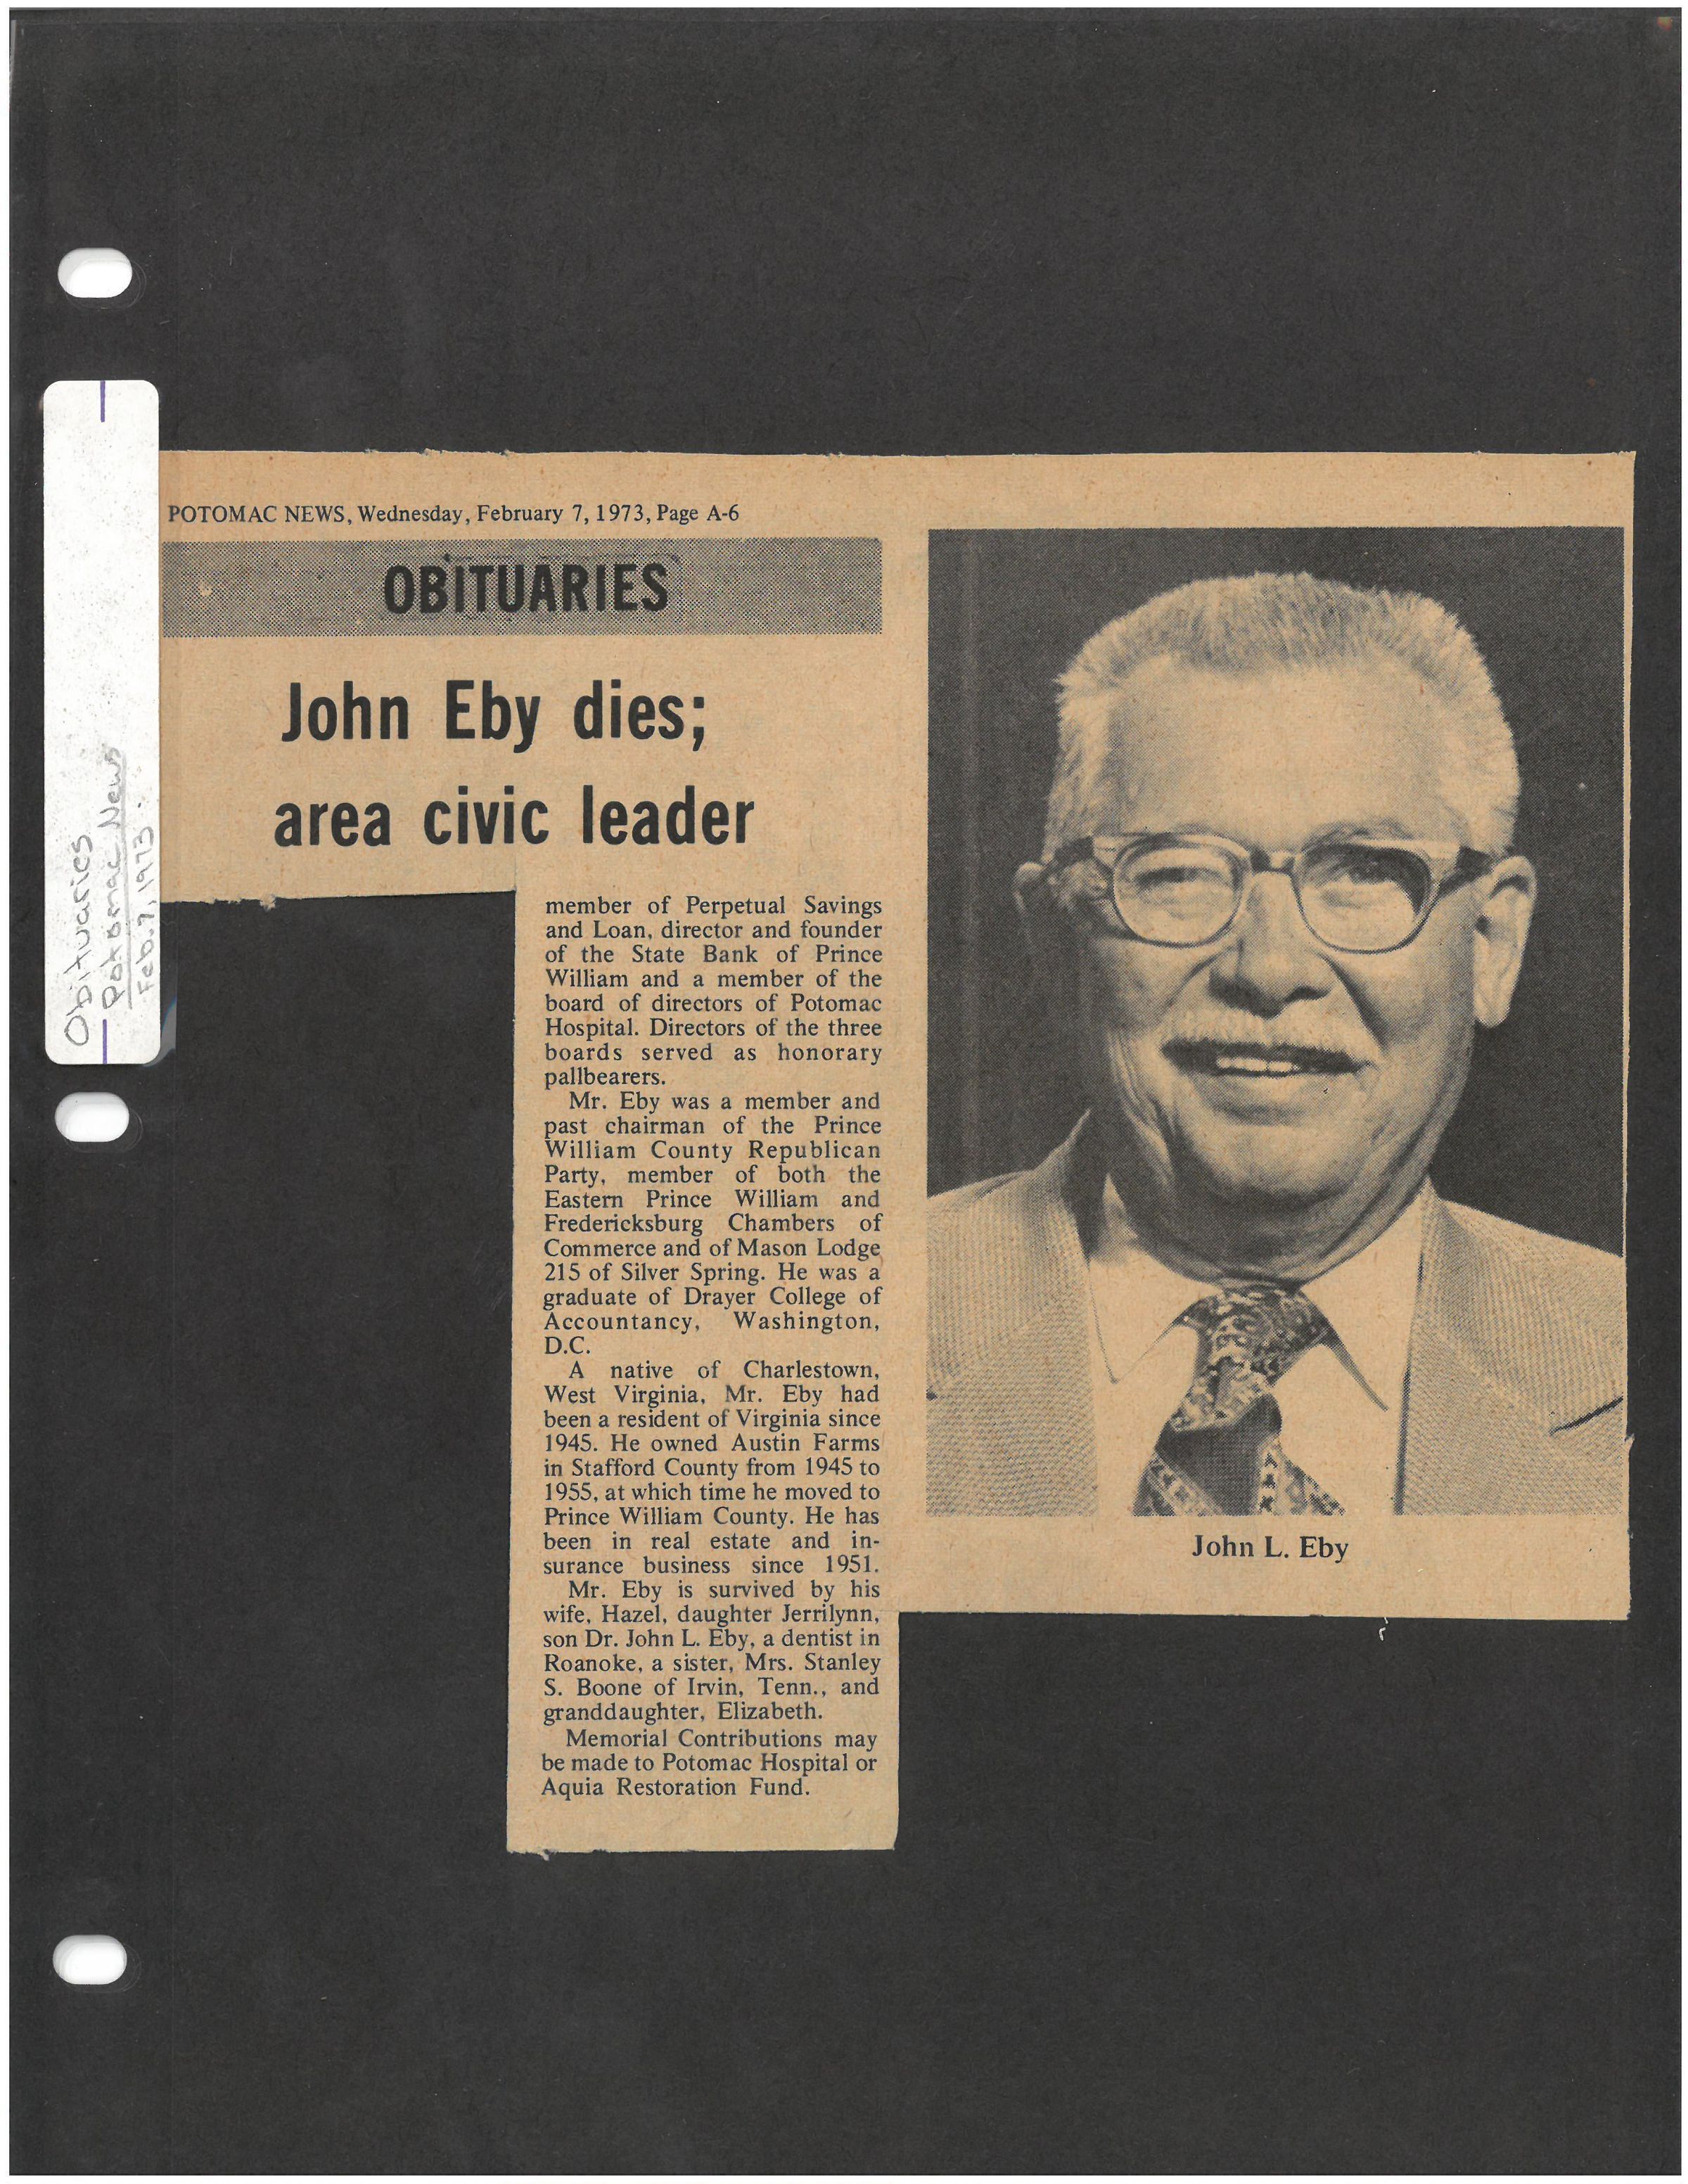 POTOMAC NEWS, Wednesday, February 7, 1973, Page A-6
OBITUARIES
John Eby dies;
area civic leader
member of Perpetual Savings
and Loan, director and founder
of the State Bank of Prince
William and a member of the
board of directors of Potomac
Hospital. Directors of the three
boards served as honorary
pallbearers.
Mr. Eby was a member and
past chairman of the Prince
William County Republican
Party, member of both the
Eastern Prince William and
Fredericksburg Chambers of
Commerce and of Mason Lodge
215 of Silver Spring. He was a
graduate of Drayer College of
Accountancy, Washington,
D.C.
A native of Charlestown,
West Virginia, Mr. Eby had
been a resident of Virginia since
1945. He owned Austin Farms
in Stafford County from 1945 to
1955, at which time he moved to
Prince William County. He has
been in real estate and in-
surance business since 1951.
Mr. Eby is survived by his
wife, Hazel, daughter Jerrilynn,
son Dr. John L. Eby, a dentist in
Roanoke, a sister, Mrs. Stanley
S. Boone of Irvin, Tenn., and
granddaughter, Elizabeth.
Memorial Contributions may
be made to Potomac Hospital or
Aquia Restoration Fund.
John L. Eby
Obituaries
Potomac News
Feb. 7, 1973